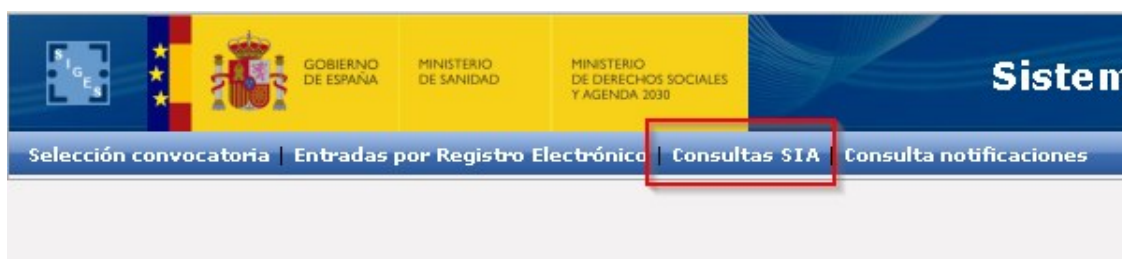 SIGES
GOBIERNO
DE ESPAÑA
MINISTERIO
DE SANIDAD
MINISTERIO
DE DERECHOS SOCIALES
Y AGENDA 2030
Sistem
Selección convocatoria | Entradas por Registro Electrónico | Consultas SIA | Consulta notificaciones